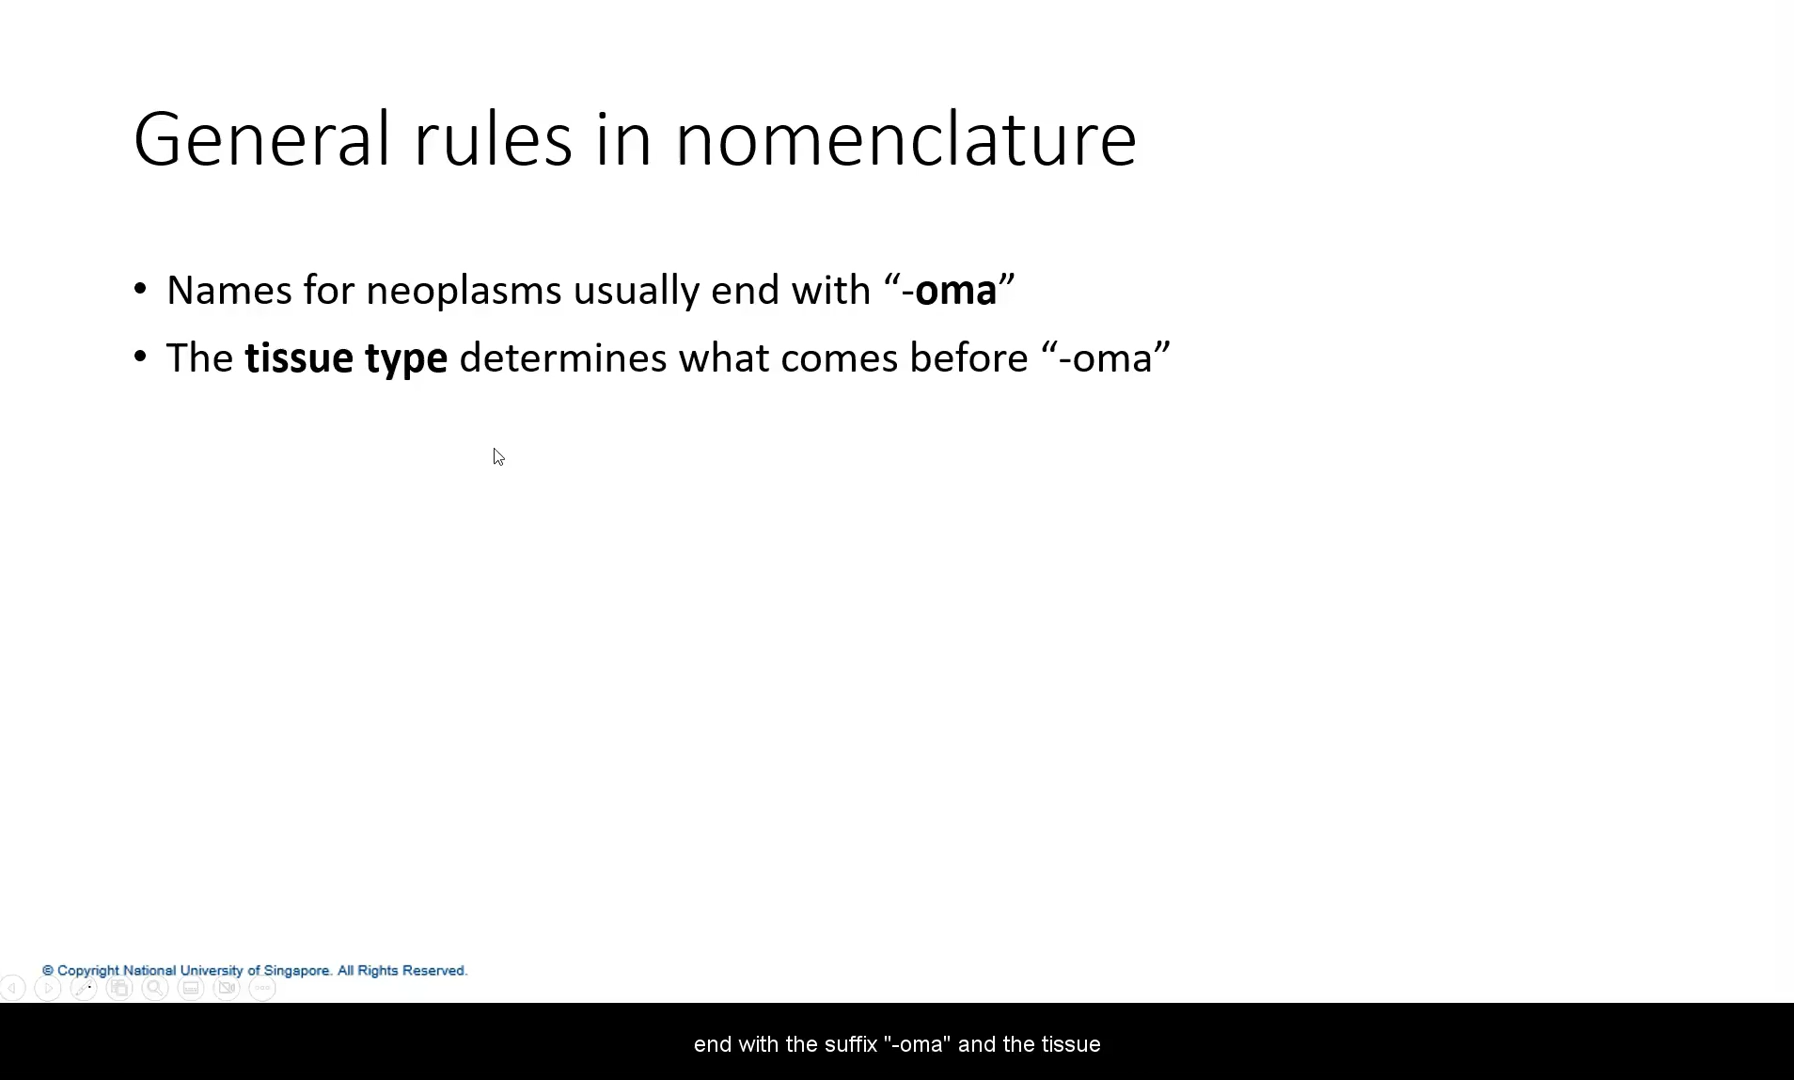 General rules in nomenclature
• Names for neoplasms usually end with “-oma”
• The tissue type determines what comes before “-oma”
© Copyright National University of Singapore. All Rights Reserved.
end with the suffix "-oma" and the tissue